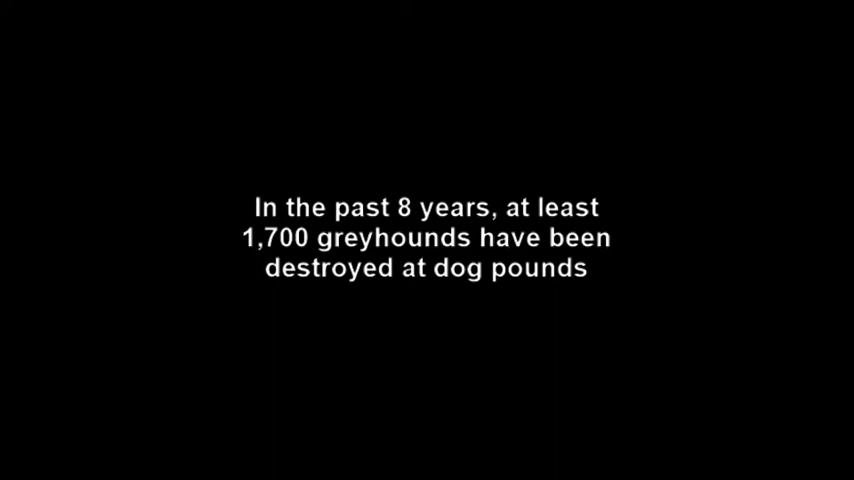 In the past 8 years, at least
1,700 greyhounds have been
destroyed at dog pounds